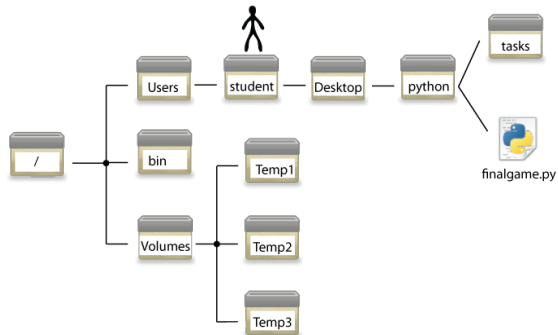 tasks
Users
student
Desktop
python
finalgame.py
/
bin
Temp1
Volumes
Temp2
Temp3